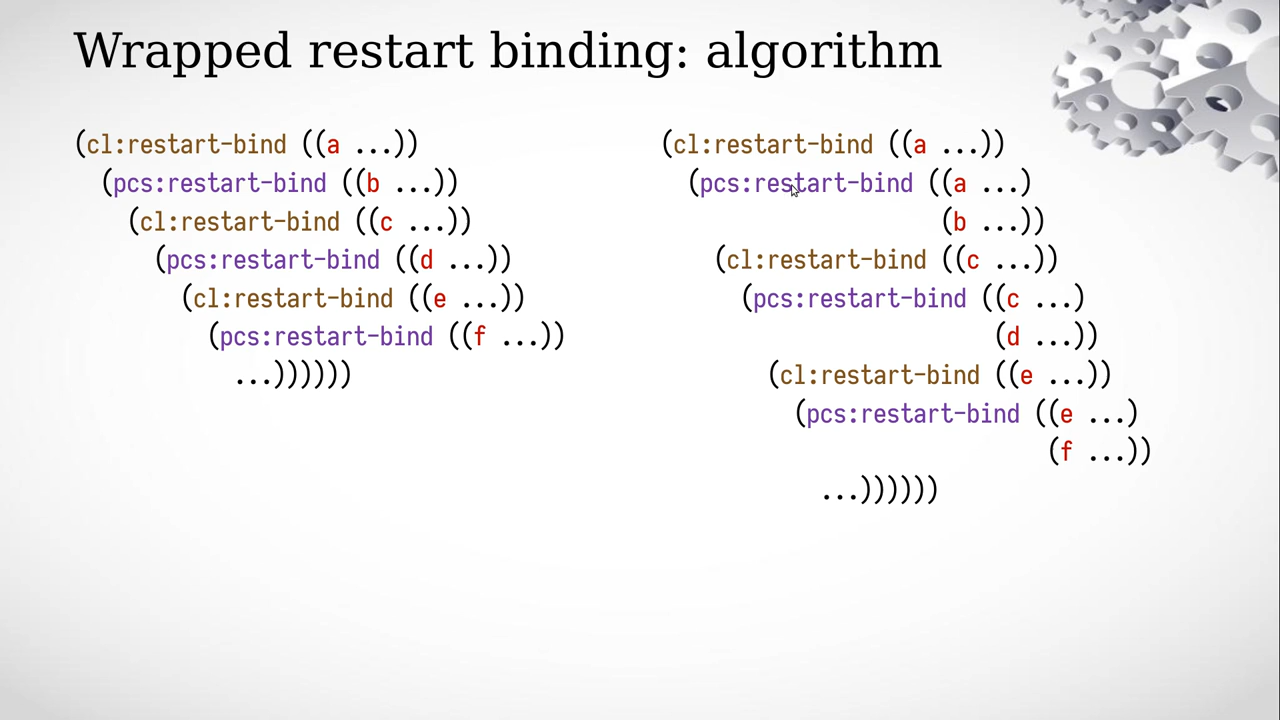 Wrapped restart binding: algorithm
(cl:restart-bind ((a ...))
(pcs:restart-bind ((b ...))
(cl:restart-bind ((c ...))
(pcs:restart-bind ((d ...))
(cl:restart-bind ((e ...))
(pcs:restart-bind ((f ...))
...))))))
(cl:restart-bind ((a ...))
(pcs:restart-bind ((a ...)
(b ...))
(cl:restart-bind ((c ...))
(pcs:restart-bind ((c ...)
(d ...))
(cl:restart-bind ((e ...))
(pcs:restart-bind ((e ...)
(f ...))
...))))))